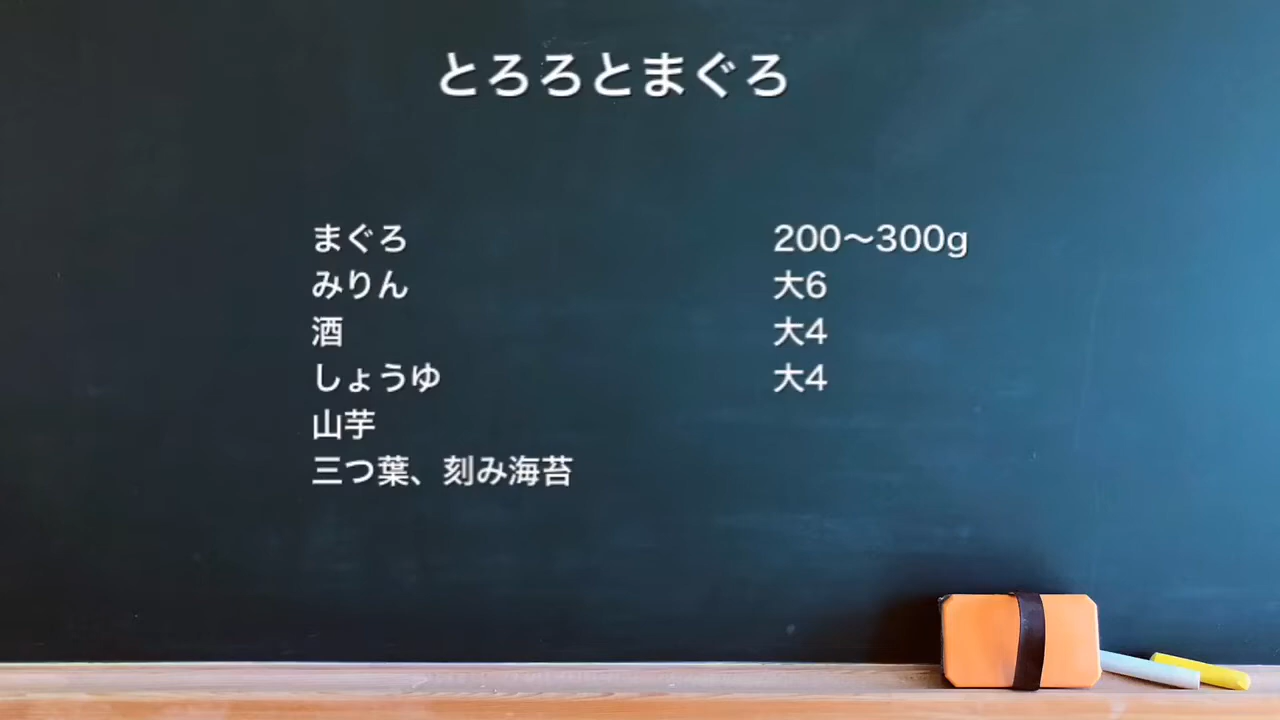 とろろとまぐろ
まぐろ 200〜300g
みりん 大6
酒 大4
しょうゆ 大4
山芋
三つ葉、刻み海苔